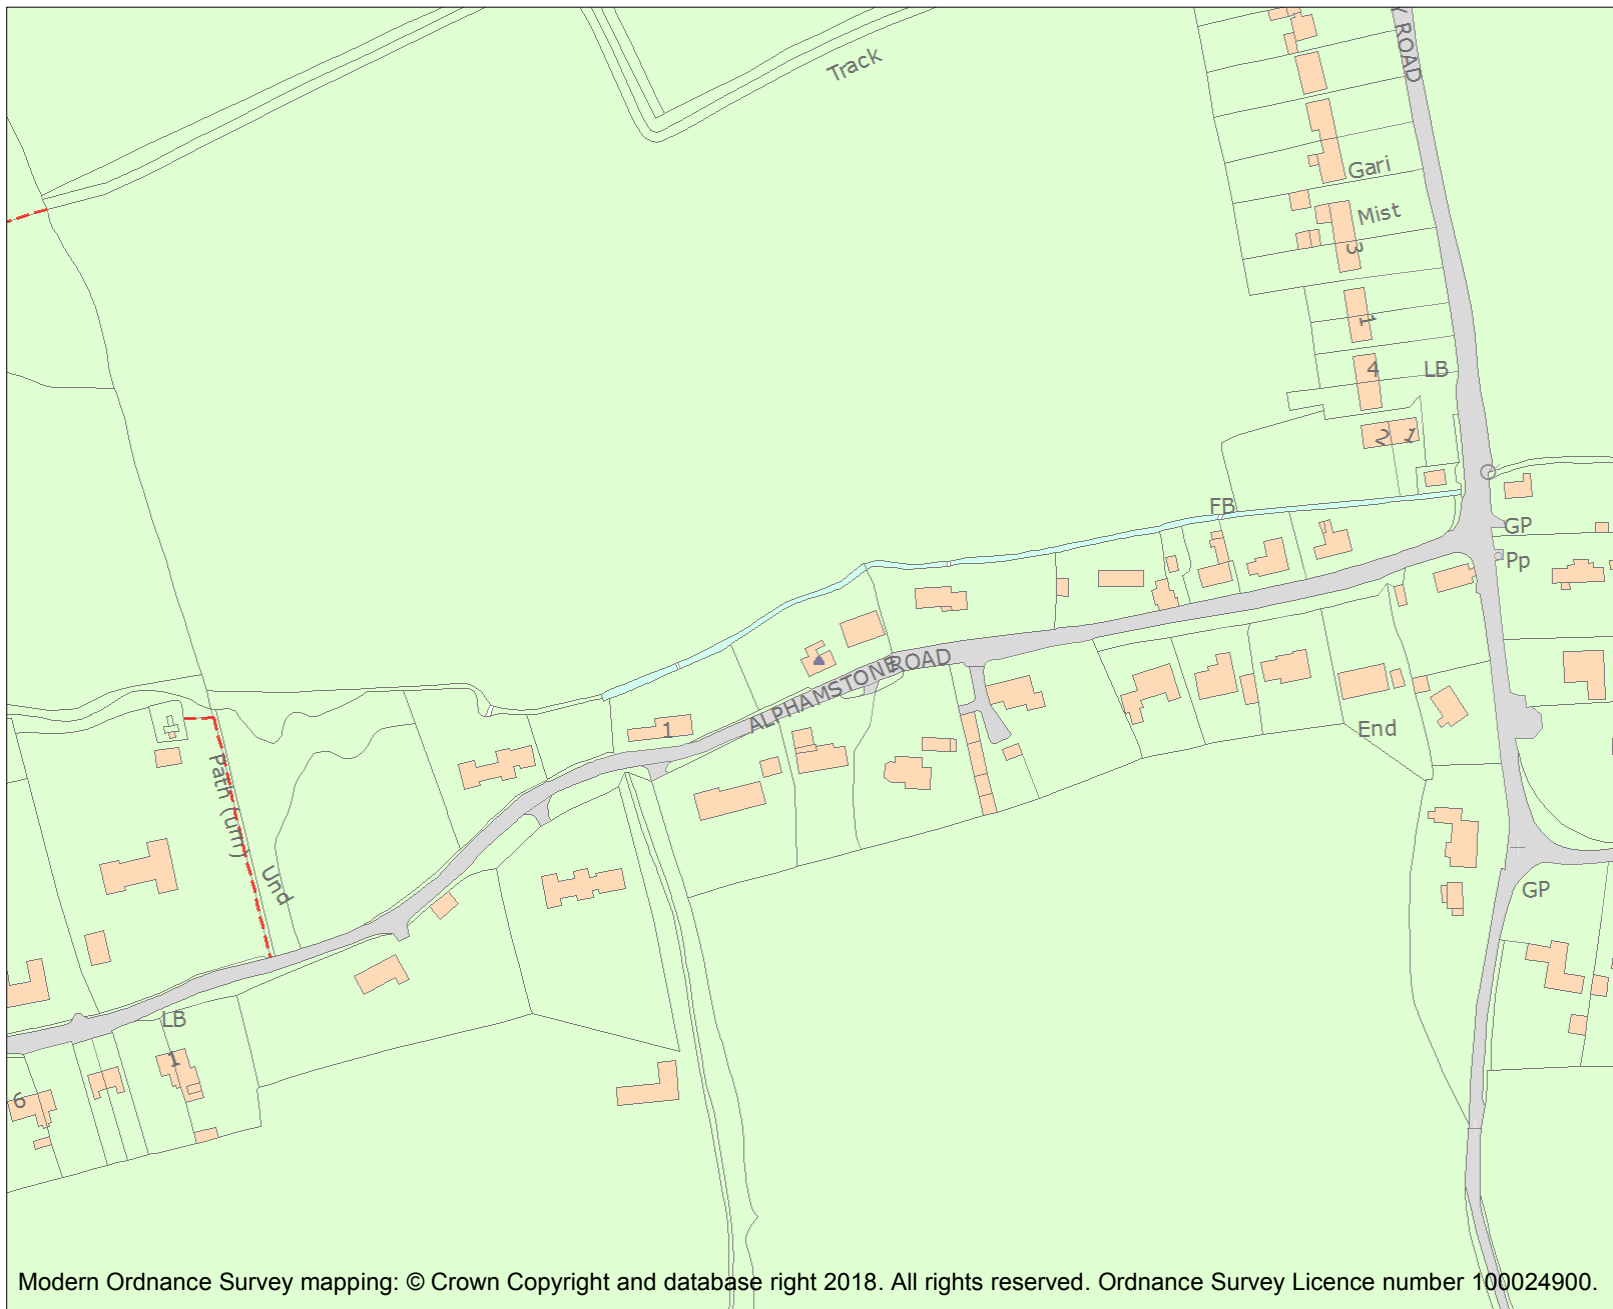 Track
Y ROAD
Gari
Mist
3
1
4
LB
2
1
FB
GP
Pp
ALPHAMSTONE ROAD
1
End
Path (um)
Und
GP
LB
1
6
Modern Ordnance Survey mapping: © Crown Copyright and database right 2018. All rights reserved. Ordnance Survey Licence number 100024900.